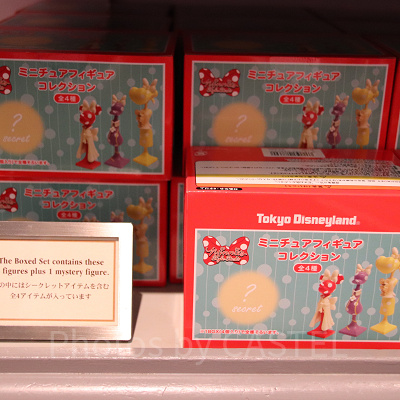 ミニチュアフィギュア
コレクション
全4種
?
secret
ミニチュアフィギュア
コレクション
全4種
?
secret
ミニチュアフィギュア
コレクション
全4種
Tokyo Disneyland
ミニチュアフィギュア
コレクション
全4種
secret
The Boxed Set contains these
figures plus 1 mystery figure.
の中にはシークレットアイテムを含む
全4アイテムが入っています
Photos by CASTEL